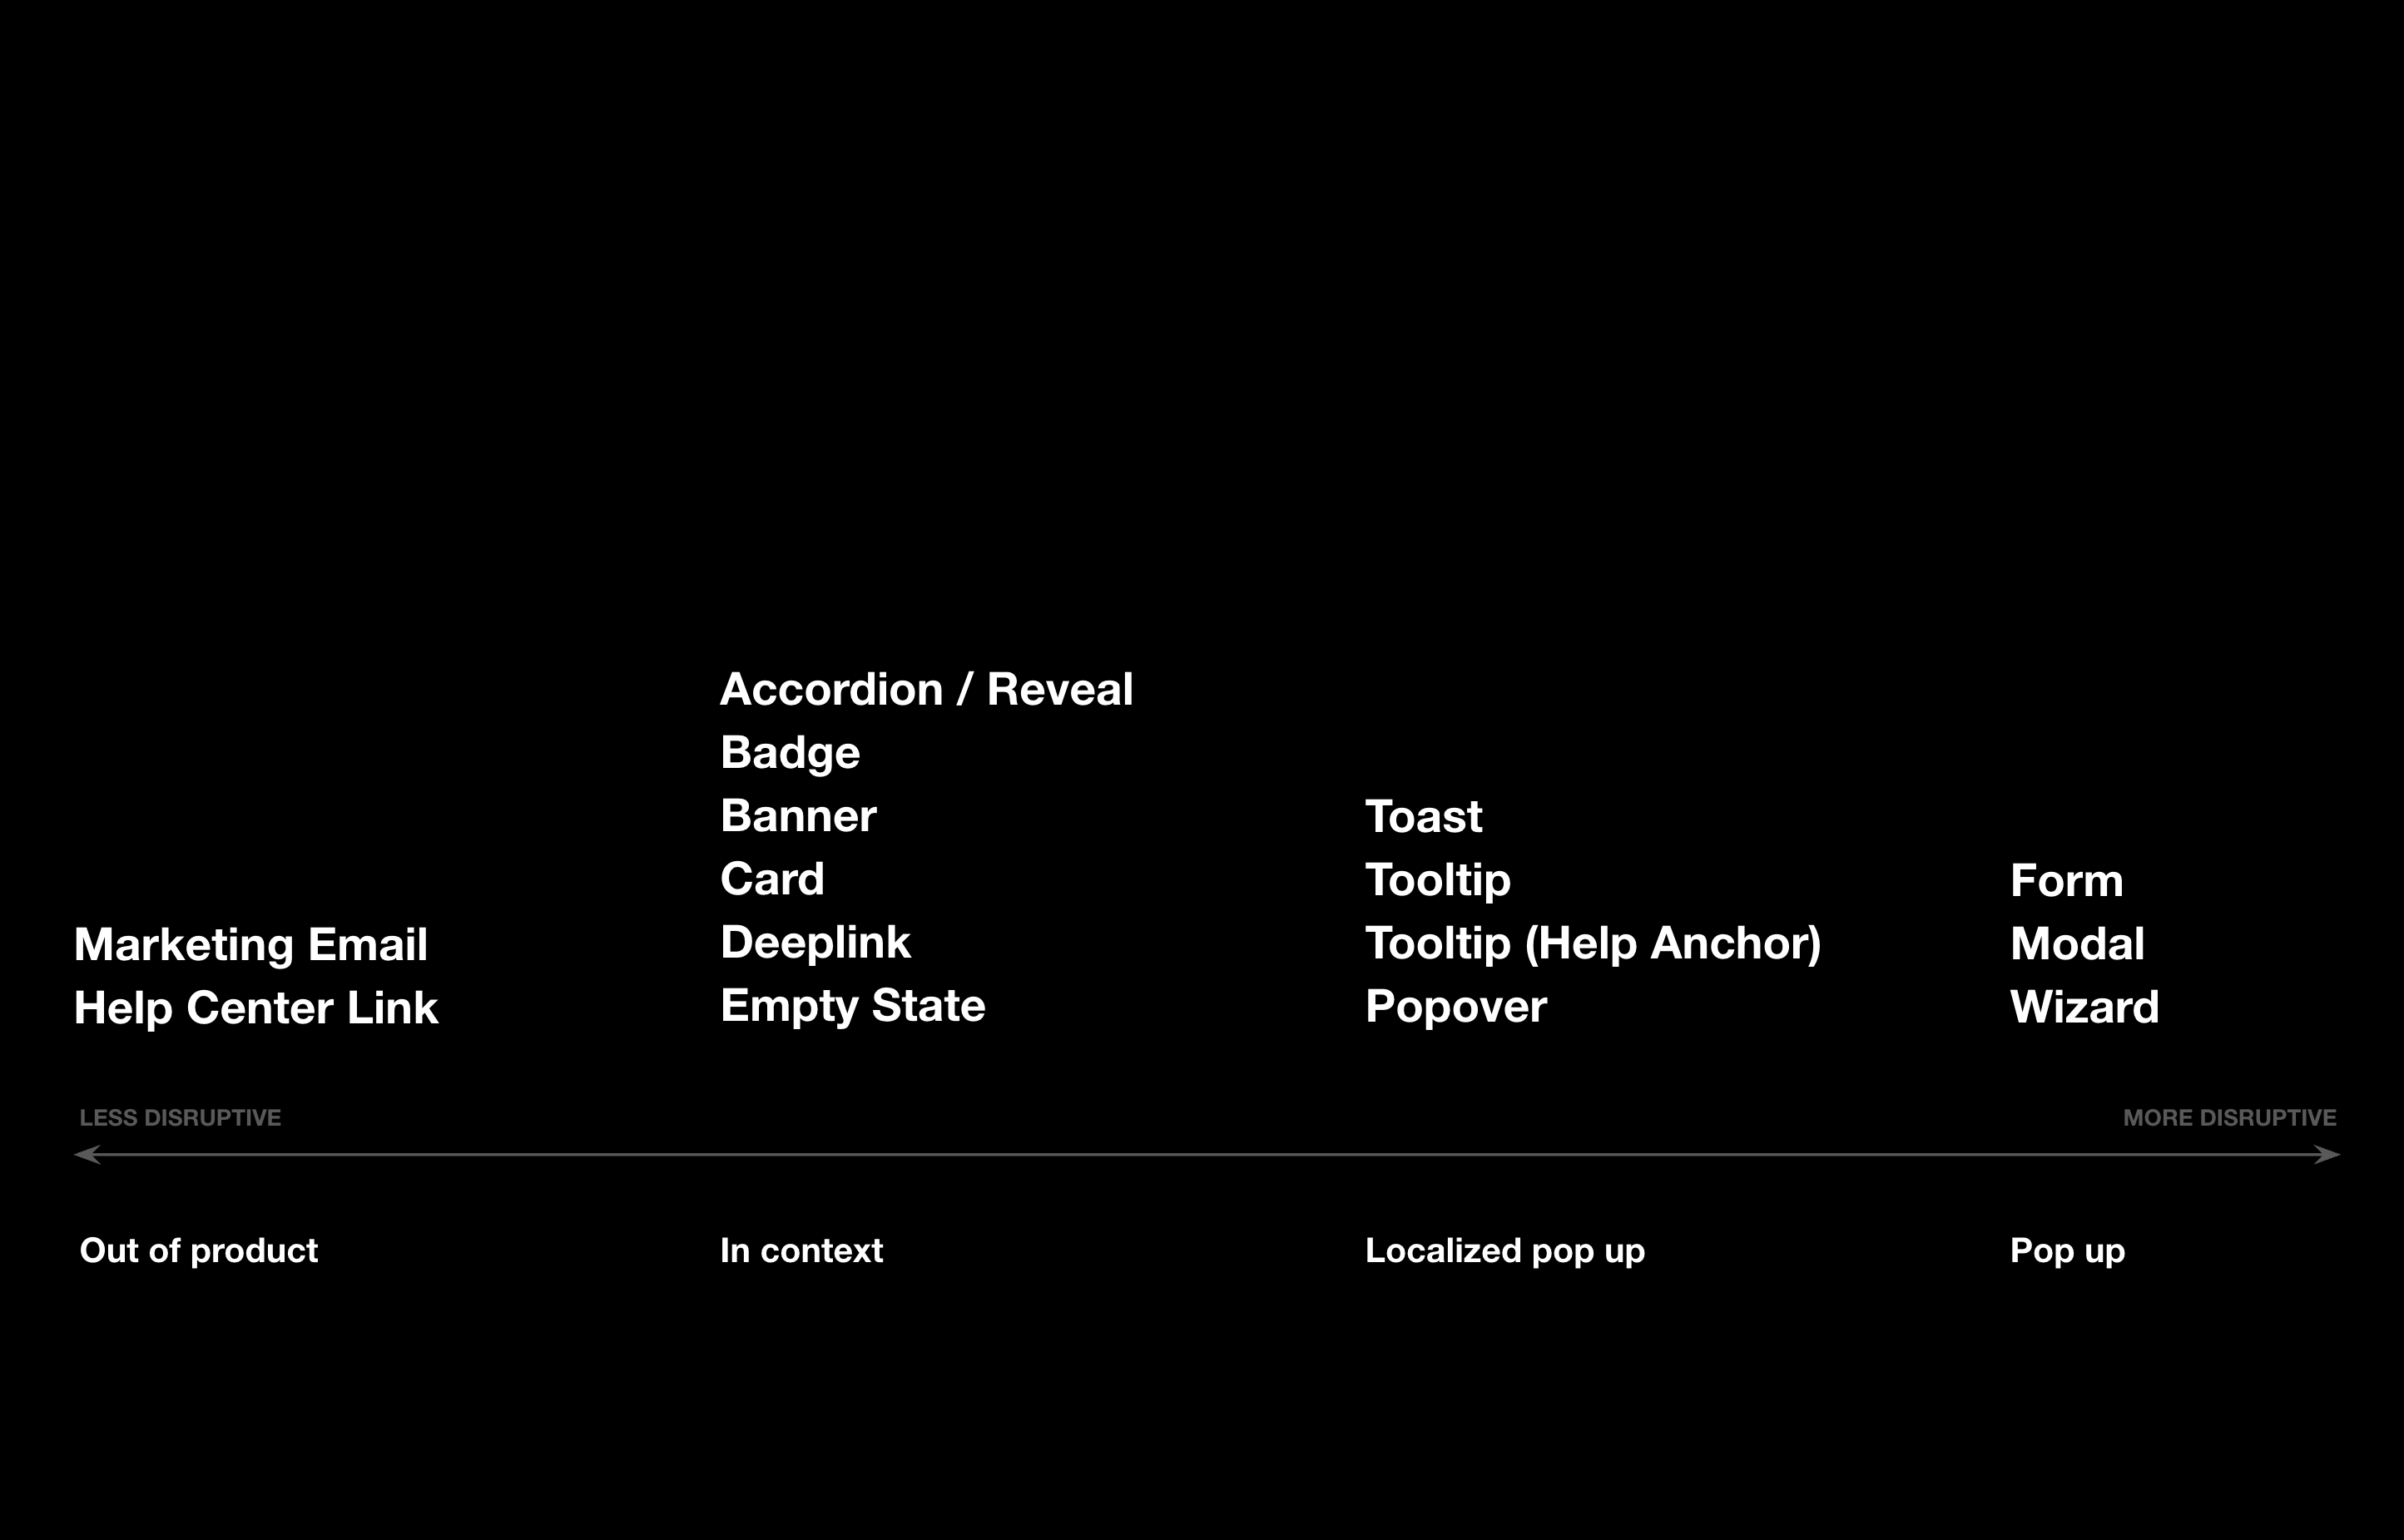 Marketing Email
Help Center Link
Accordion / Reveal
Badge
Banner
Card
Deeplink
Empty State
Toast
Tooltip
Tooltip (Help Anchor)
Popover
Form
Modal
Wizard
LESS DISRUPTIVE
MORE DISRUPTIVE
Out of product
In context
Localized pop up
Pop up